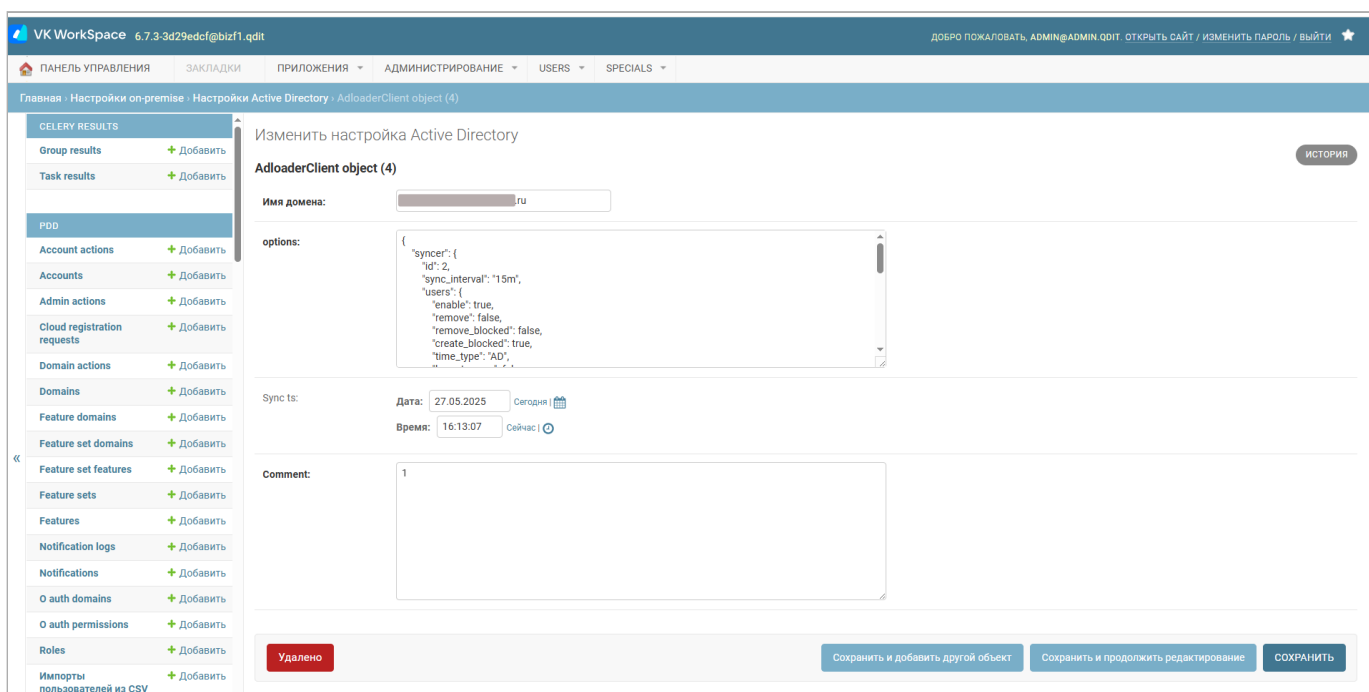 VK WorkSpace 6.7.3-3d29edcf@bizf1.qdit
ДОБРО ПОЖАЛОВАТЬ, ADMIN@ADMIN.QDIT. ОТКРЫТЬ САЙТ / ИЗМЕНИТЬ ПАРОЛЬ / ВЫЙТИ
ПАНЕЛЬ УПРАВЛЕНИЯ ЗАКЛАДКИ ПРИЛОЖЕНИЯ АДМИНИСТРИРОВАНИЕ USERS SPECIALS
Главная › Настройки on-premise › Настройки Active Directory › AdloaderClient object (4)
CELERY RESULTS
Group results + Добавить
Task results + Добавить
PDD
Account actions + Добавить
Accounts + Добавить
Admin actions + Добавить
Cloud registration
requests + Добавить
Domain actions + Добавить
Domains + Добавить
Feature domains + Добавить
Feature set domains + Добавить
Feature set features + Добавить
Feature sets + Добавить
Features + Добавить
Notification logs + Добавить
Notifications + Добавить
O auth domains + Добавить
O auth permissions + Добавить
Roles + Добавить
Импорты
пользователей из CSV + Добавить
«
Изменить настройка Active Directory
ИСТОРИЯ
AdloaderClient object (4)
Имя домена: .ru
options:
{
"syncer": {
"id": 2,
"sync_interval": "15m",
"users": {
"enable": true,
"remove": false,
"remove_blocked": false,
"create_blocked": true,
"time_type": "AD",
Sync ts:
Дата: 27.05.2025 Сегодня |
Время: 16:13:07 Сейчас |
Comment: 1
Удалено
Сохранить и добавить другой объект
Сохранить и продолжить редактирование
СОХРАНИТЬ